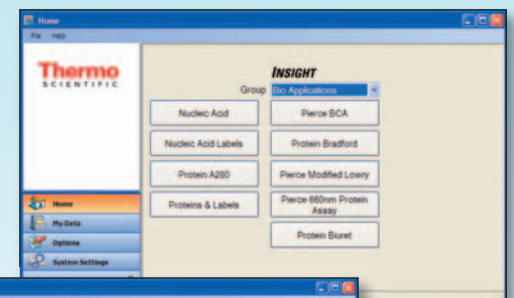 Home
File Help
Thermo
SCIENTIFIC
INSIGHT
Group Bio Applications
Nucleic Acid
Pierce BCA
Nucleic Acid Labels
Protein Bradford
Protein A280
Pierce Modified Lowry
Proteins & Labels
Pierce 660nm Protein
Assay
Protein Biuret
Home
My Data
Options
System Settings